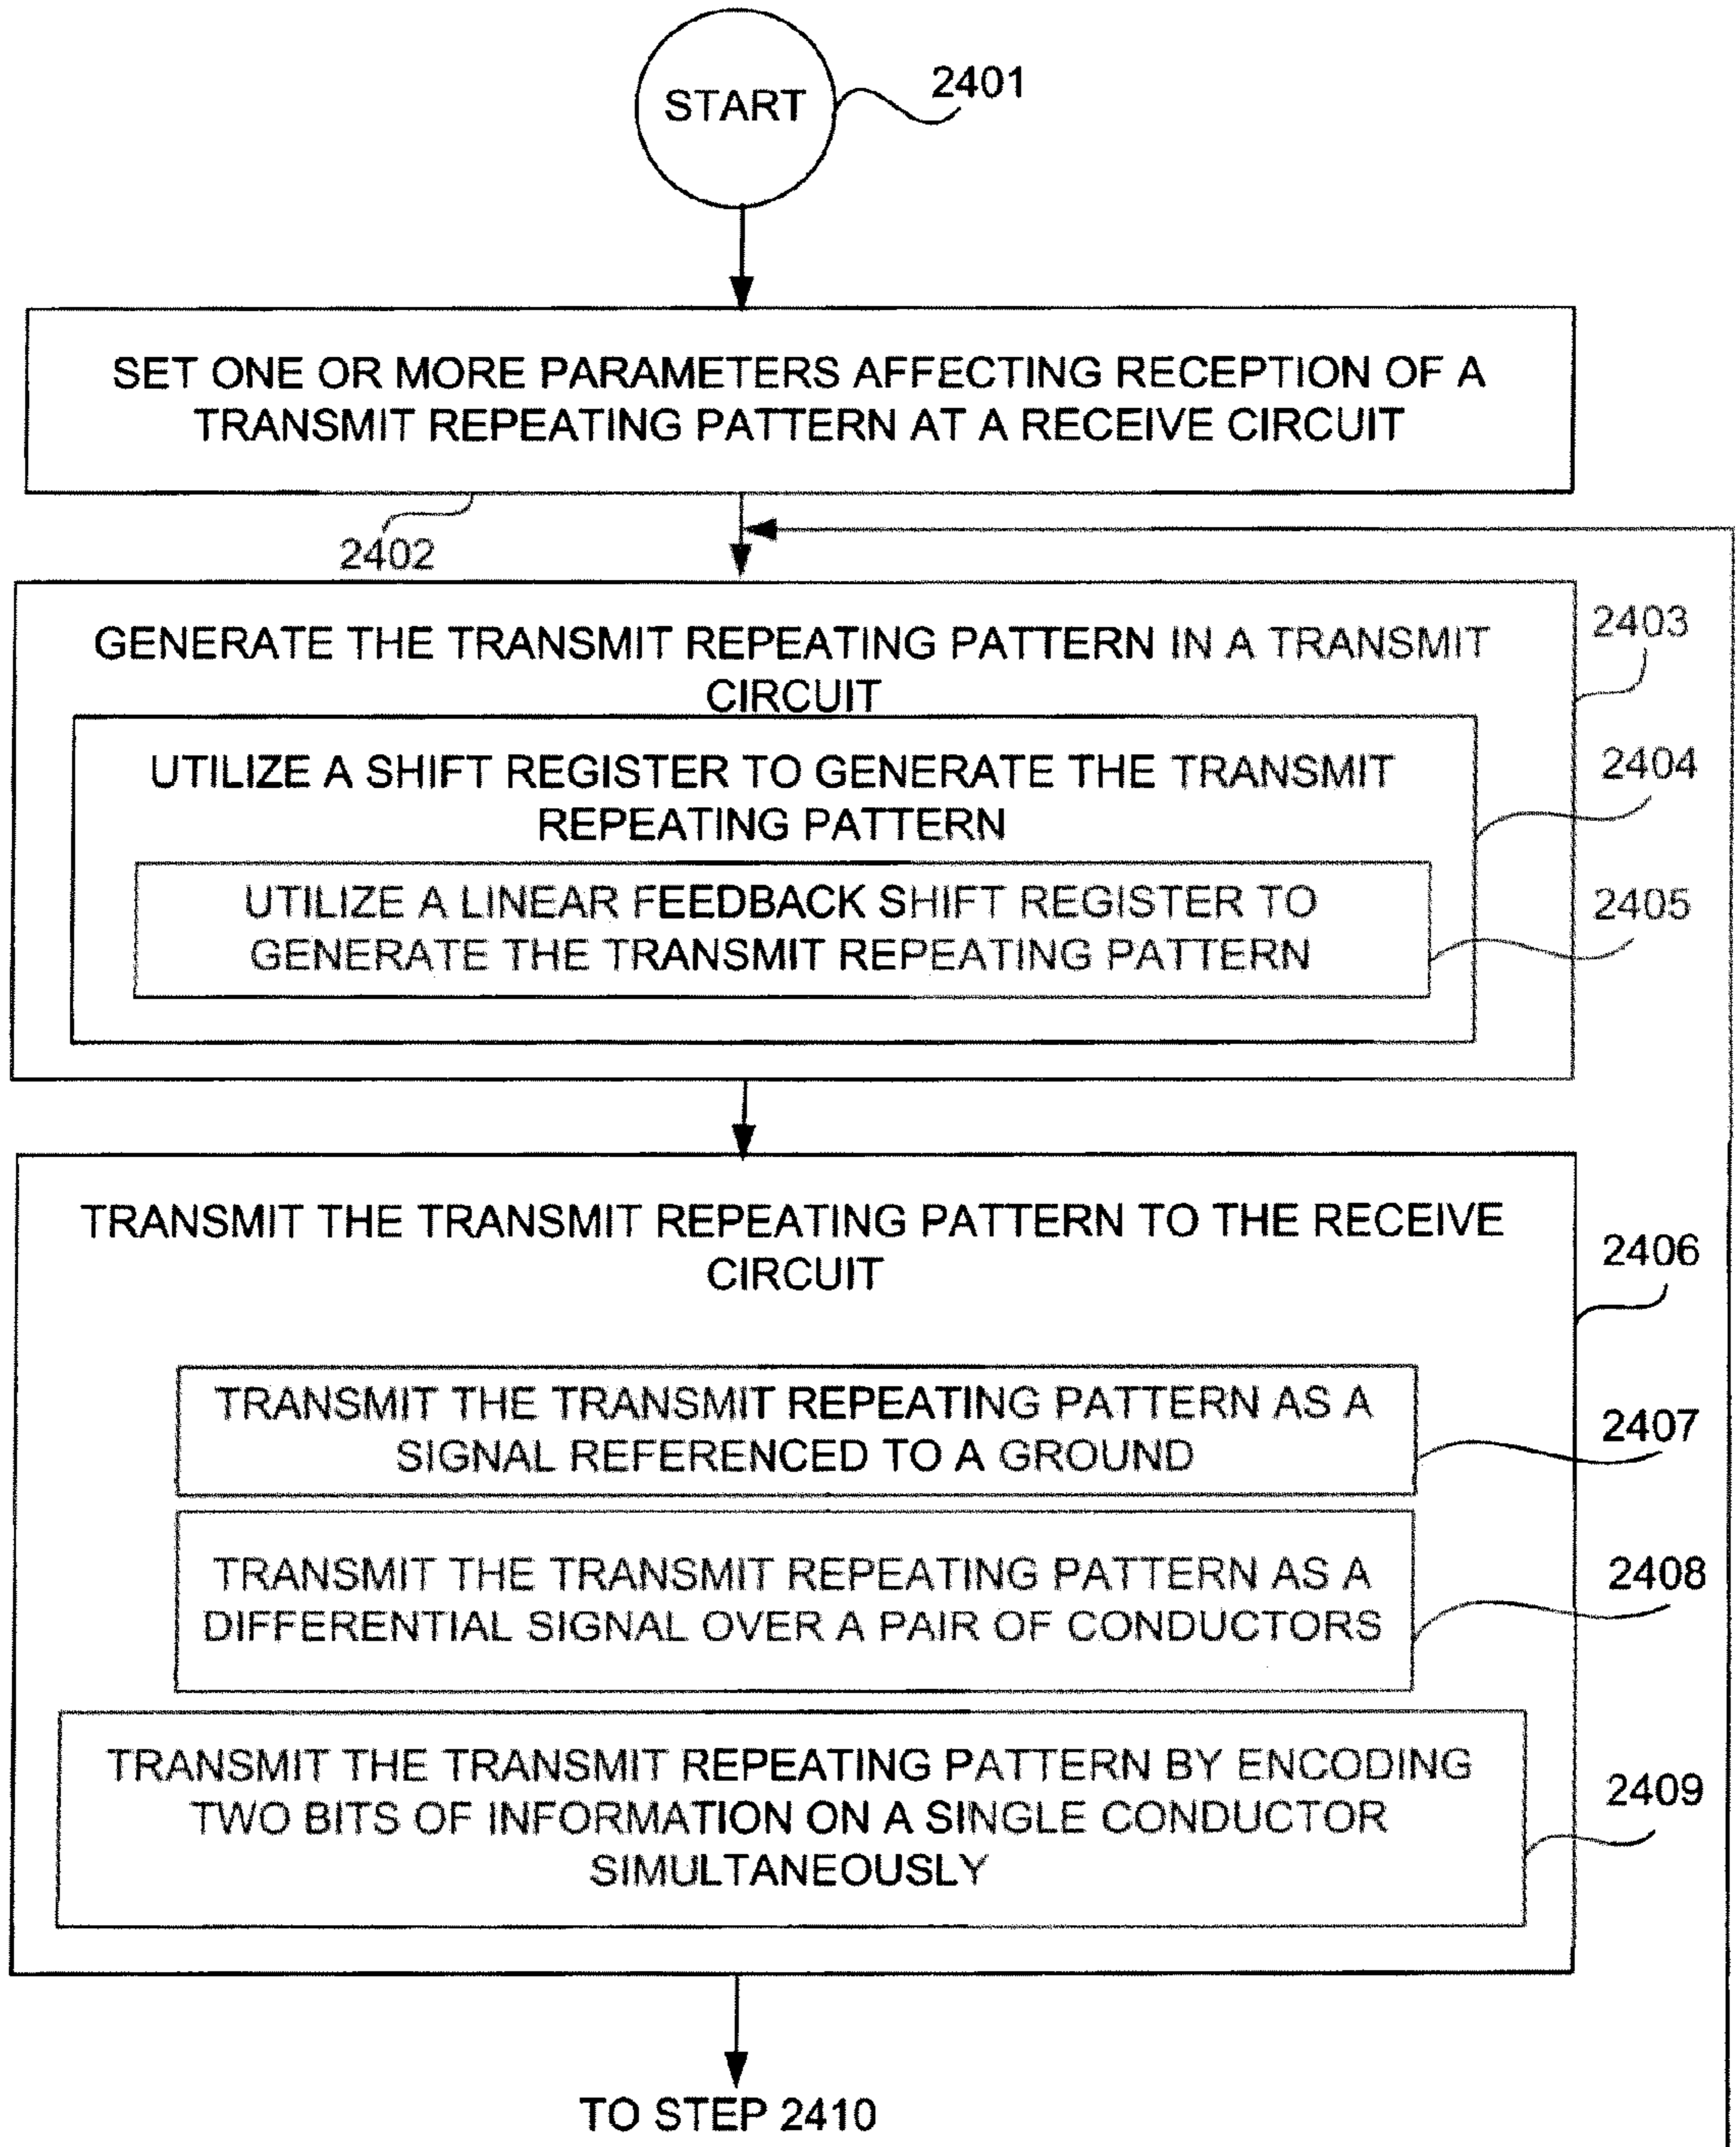 START
2401
SET ONE OR MORE PARAMETERS AFFECTING RECEPTION OF A
TRANSMIT REPEATING PATTERN AT A RECEIVE CIRCUIT
2402
GENERATE THE TRANSMIT REPEATING PATTERN IN A TRANSMIT
CIRCUIT
2403
UTILIZE A SHIFT REGISTER TO GENERATE THE TRANSMIT
REPEATING PATTERN
2404
UTILIZE A LINEAR FEEDBACK SHIFT REGISTER TO
GENERATE THE TRANSMIT REPEATING PATTERN
2405
TRANSMIT THE TRANSMIT REPEATING PATTERN TO THE RECEIVE
CIRCUIT
2406
TRANSMIT THE TRANSMIT REPEATING PATTERN AS A
SIGNAL REFERENCED TO A GROUND
2407
TRANSMIT THE TRANSMIT REPEATING PATTERN AS A
DIFFERENTIAL SIGNAL OVER A PAIR OF CONDUCTORS
2408
TRANSMIT THE TRANSMIT REPEATING PATTERN BY ENCODING
TWO BITS OF INFORMATION ON A SINGLE CONDUCTOR
SIMULTANEOUSLY
2409
TO STEP 2410